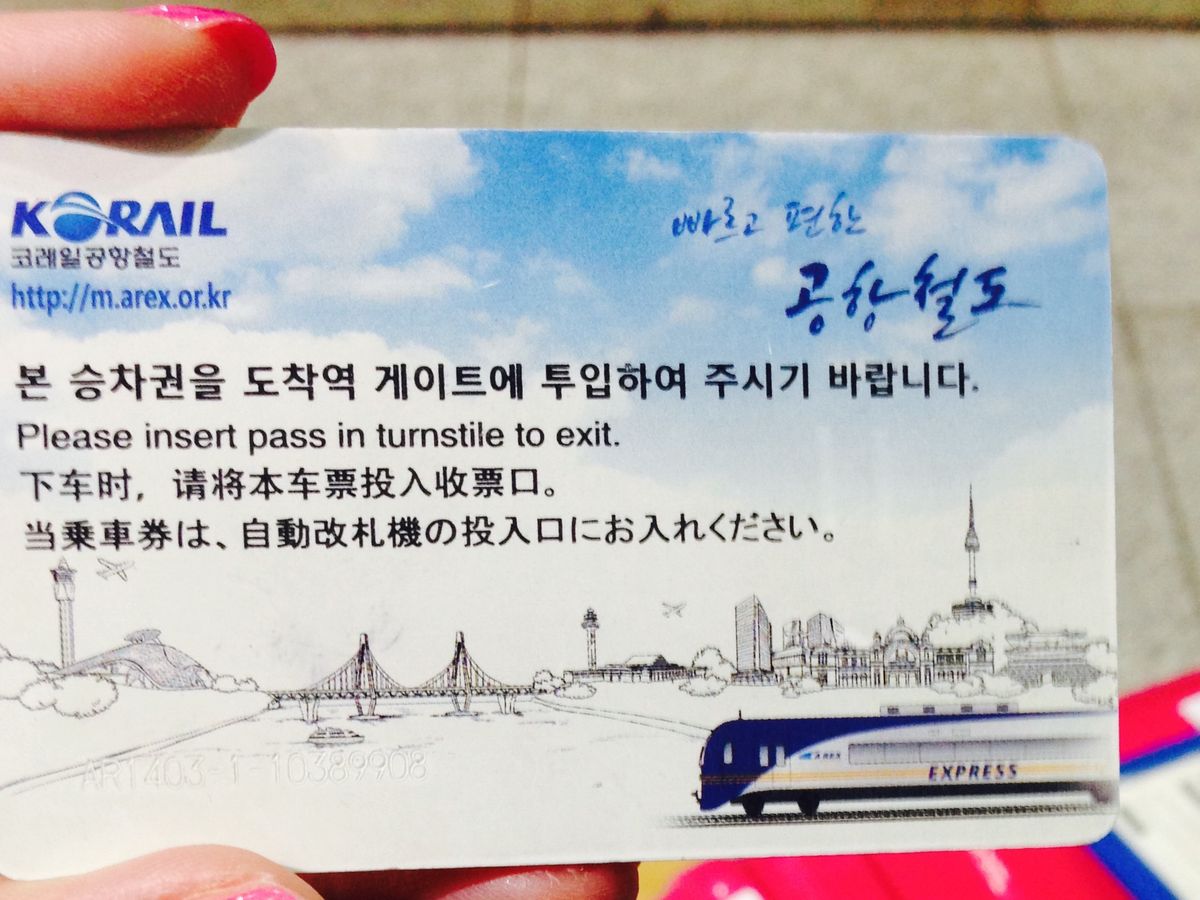 KORAIL
코레일공항철도
http://m.arex.or.kr
빠르고 편한
공항철도
본 승차권을 도착역 게이트에 투입하여 주시기 바랍니다.
Please insert pass in turnstile to exit.
下车时，请将本车票投入收票口。
当乗車券は、自動改札機の投入口にお入れください。
AREX
EXPRESS
AR1403-1-10389908